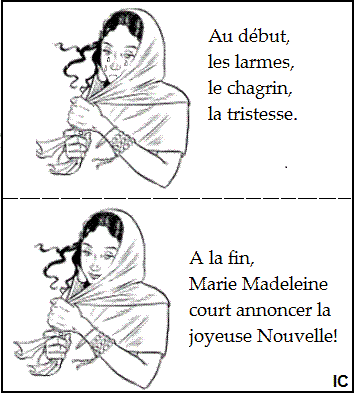 Au début,
les larmes,
le chagrin,
la tristesse.
A la fin,
Marie Madeleine
court annoncer la
joyeuse Nouvelle!
IC